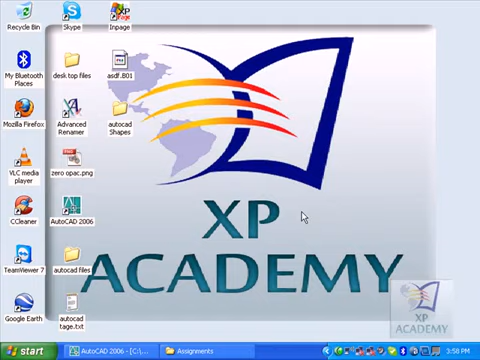 Recycle Bin
Skype
Inpage
My Bluetooth
Places
desk top files
asdf.B01
Mozilla Firefox
Advanced
Renamer
autocad
Shapes
VLC media
player
zero opac.png
CCleaner
AutoCAD 2006
TeamViewer 7
autocad files
Google Earth
autocad
tage.txt
XP
ACADEMY
XP
ACADEMY
start
AutoCAD 2006 - [C:\...
Assignments
3:58 PM